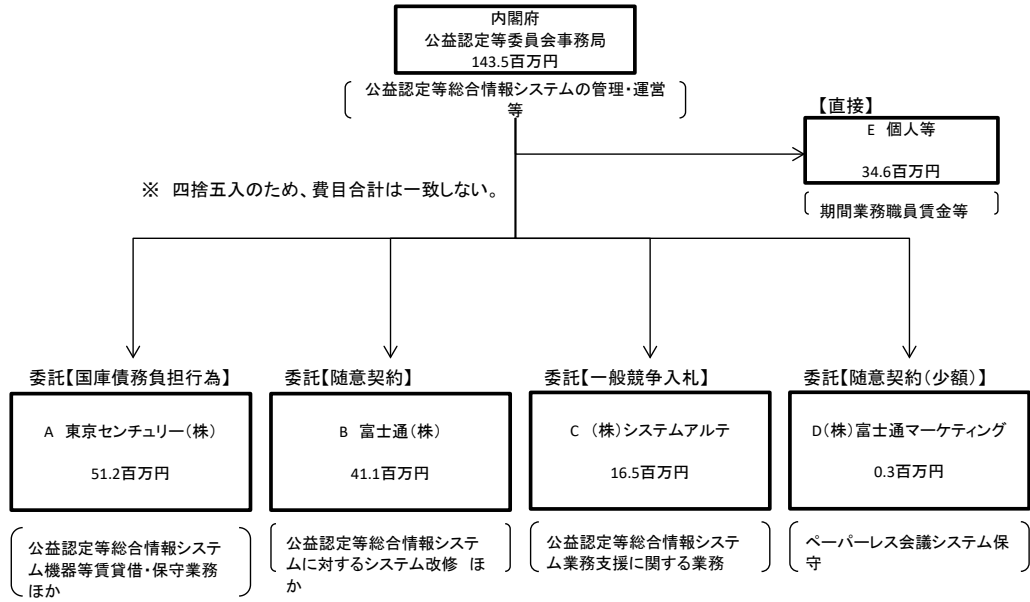 内閣府
公益認定等委員会事務局
143.5百万円
公益認定等総合情報システムの管理・運営
等
【直接】
E 個人等
34.6百万円
期間業務職員賃金等
※ 四捨五入のため、費目合計は一致しない。
委託【国庫債務負担行為】
A 東京センチュリー(株)
51.2百万円
公益認定等総合情報システ
ム機器等賃貸借・保守業務
ほか
委託【随意契約】
B 富士通(株)
41.1百万円
公益認定等総合情報システ
ムに対するシステム改修 ほ
か
委託【一般競争入札】
C (株)システムアルテ
16.5百万円
公益認定等総合情報システ
ム業務支援に関する業務
委託【随意契約(少額)】
D(株)富士通マーケティング
0.3百万円
ペーパーレス会議システム保
守